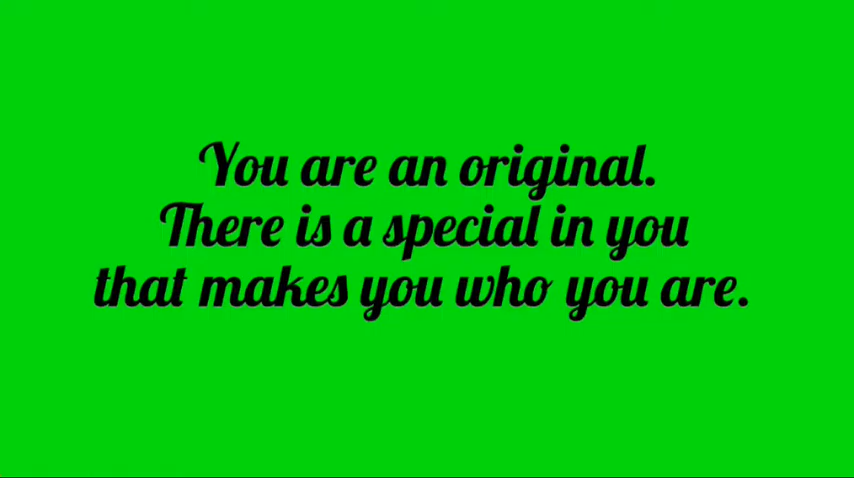 You are an original.
There is a special in you
that makes you who you are.